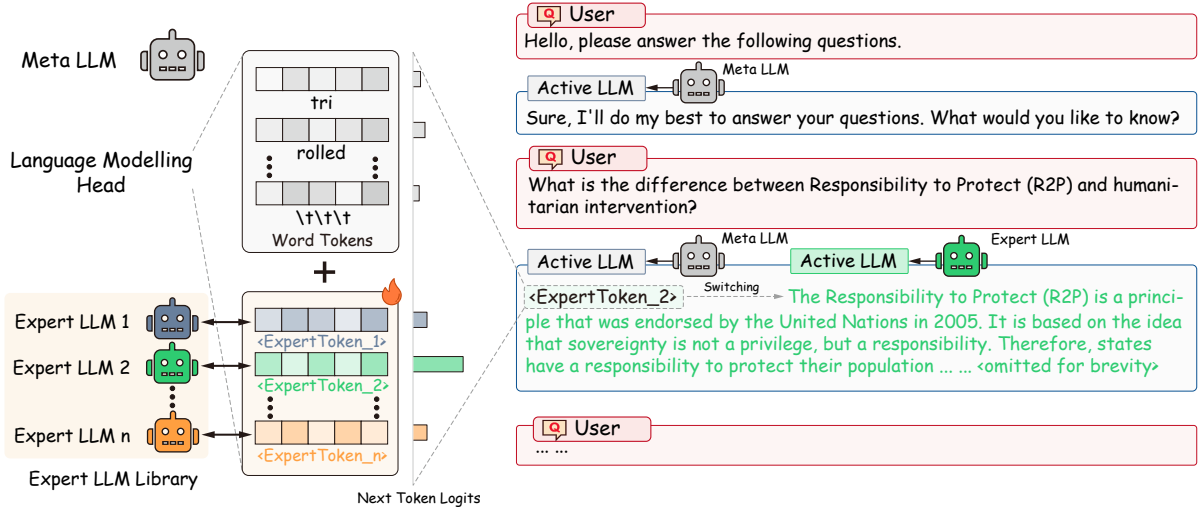 Meta LLM
Language Modelling
Head
tri
rolled
\t\t\t
Word Tokens
+
Expert LLM 1
<ExpertToken_1>
Expert LLM 2
<ExpertToken_2>
Expert LLM n
<ExpertToken_n>
Expert LLM Library
Next Token Logits
Q User
Hello, please answer the following questions.
Meta LLM
Active LLM
Sure, I'll do my best to answer your questions. What would you like to know?
Q User
What is the difference between Responsibility to Protect (R2P) and humani-
tarian intervention?
Meta LLM
Expert LLM
Active LLM
Active LLM
<ExpertToken_2> Switching The Responsibility to Protect (R2P) is a princi-
ple that was endorsed by the United Nations in 2005. It is based on the idea
that sovereignty is not a privilege, but a responsibility. Therefore, states
have a responsibility to protect their population ... ... <omitted for brevity>
Q User
... ...